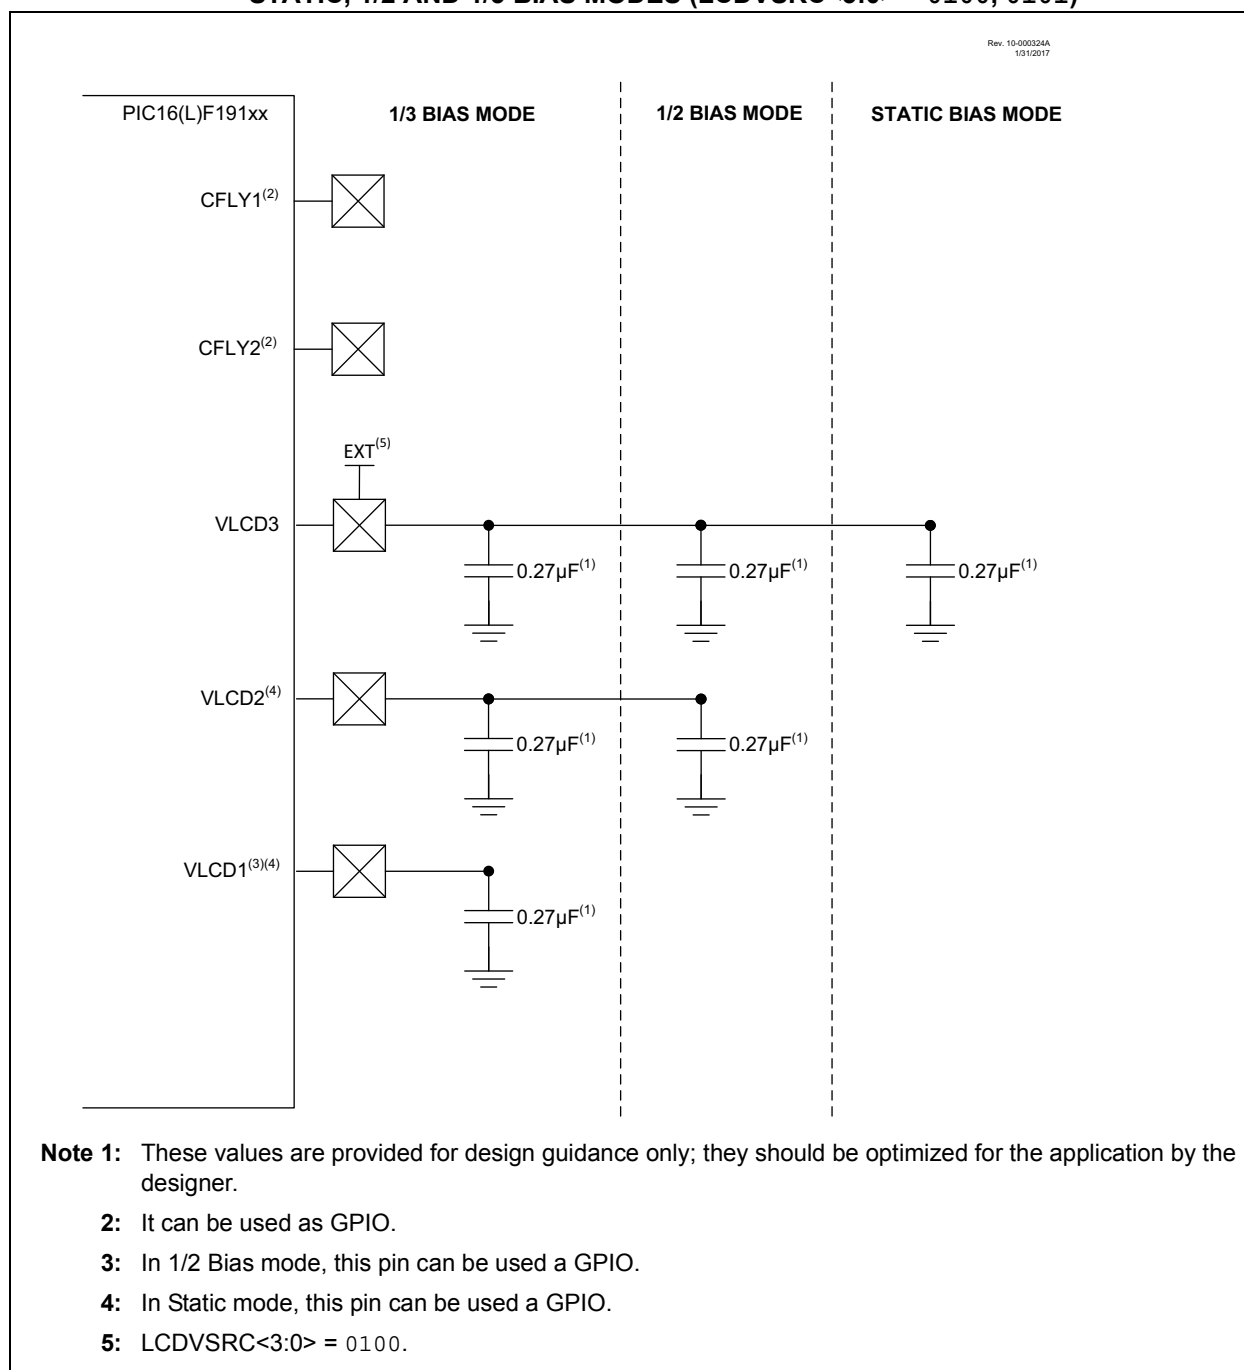 STATIC, 1/2 AND 1/3 BIAS MODES (LCDVSRC<3:0> = 0100, 0101)
Rev. 10-000324A
1/31/2017
PIC16(L)F191xx 1/3 BIAS MODE 1/2 BIAS MODE STATIC BIAS MODE
CFLY1(2)
CFLY2(2)
EXT(5)
VLCD3
0.27µF(1) 0.27µF(1) 0.27µF(1)
VLCD2(4)
0.27µF(1) 0.27µF(1)
VLCD1(3)(4)
0.27µF(1)
Note 1: These values are provided for design guidance only; they should be optimized for the application by the
designer.
2: It can be used as GPIO.
3: In 1/2 Bias mode, this pin can be used a GPIO.
4: In Static mode, this pin can be used a GPIO.
5: LCDVSRC<3:0> = 0100.